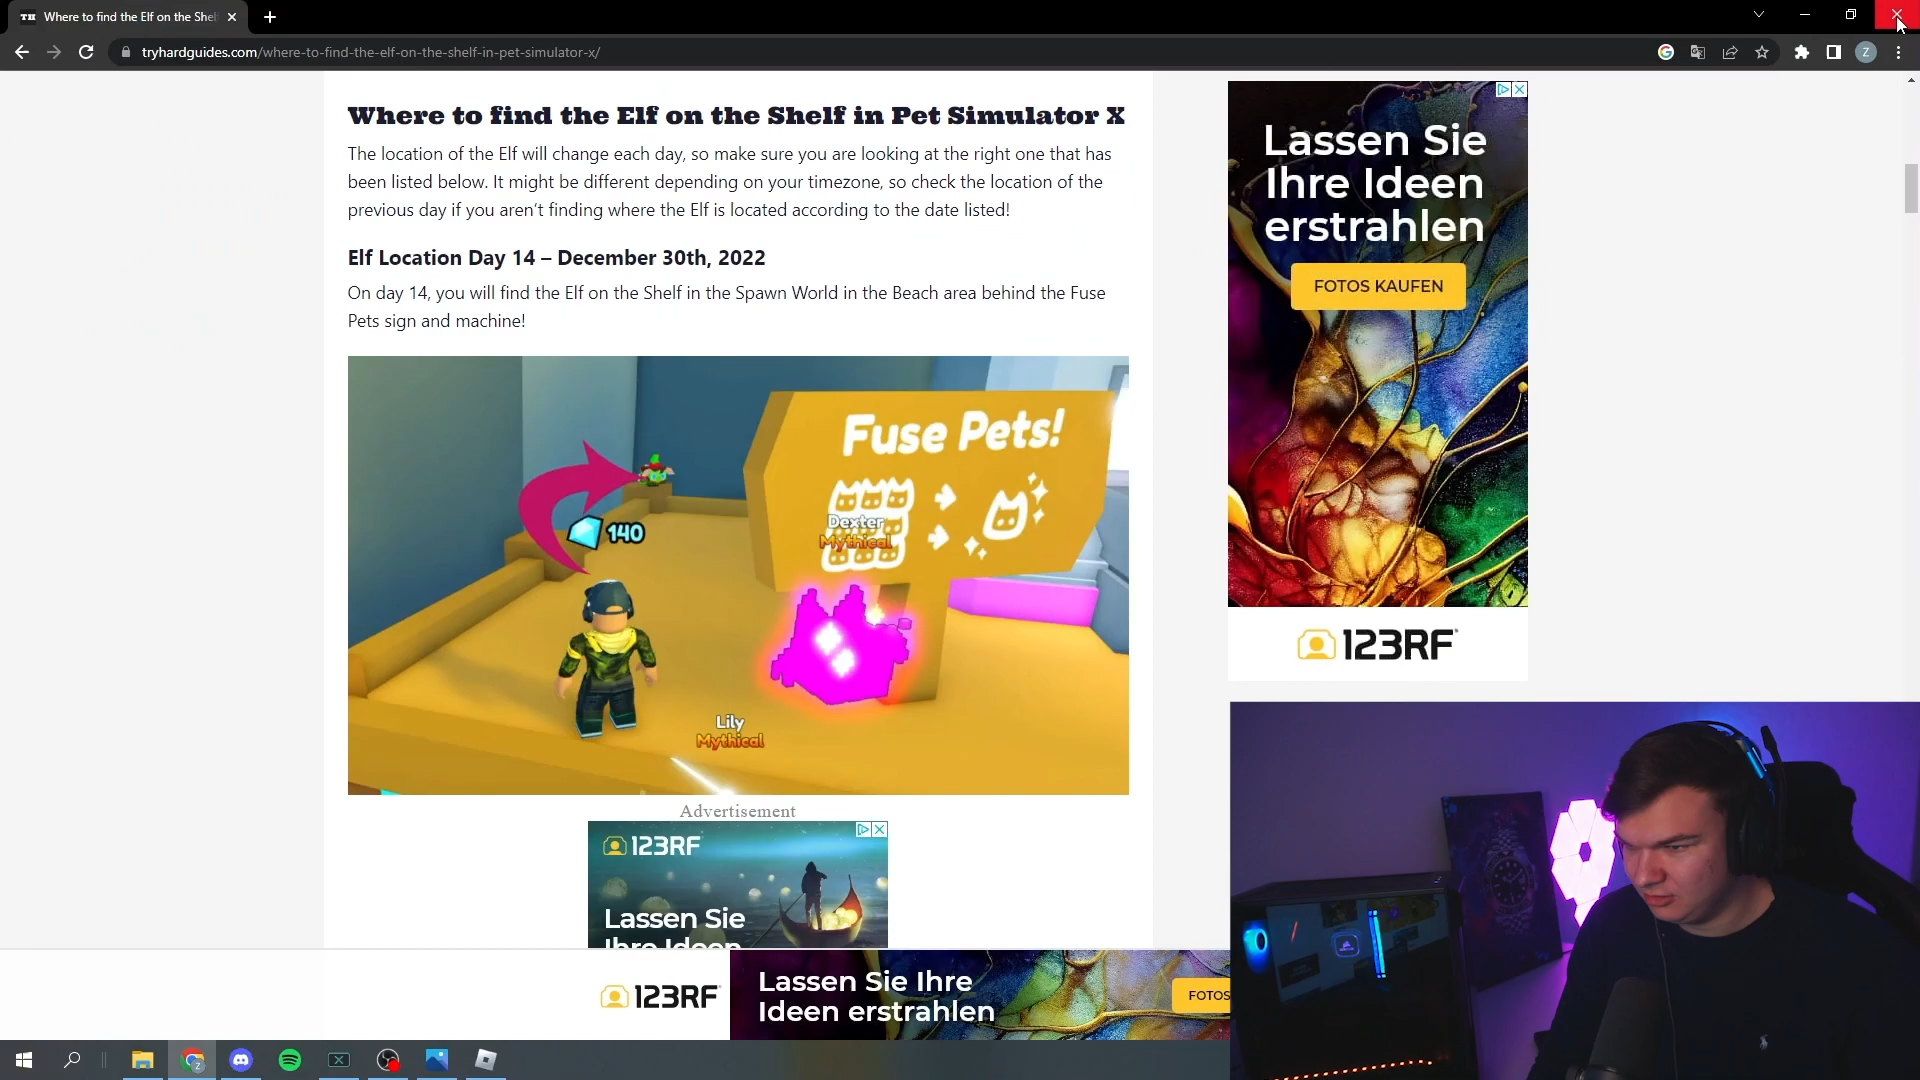 TH Where to find the Elf on the Shel
tryhardguides.com/where-to-find-the-elf-on-the-shelf-in-pet-simulator-x/
Z
Where to find the Elf on the Shelf in Pet Simulator X
The location of the Elf will change each day, so make sure you are looking at the right one that has
been listed below. It might be different depending on your timezone, so check the location of the
previous day if you aren’t finding where the Elf is located according to the date listed!
Elf Location Day 14 – December 30th, 2022
On day 14, you will find the Elf on the Shelf in the Spawn World in the Beach area behind the Fuse
Pets sign and machine!
Fuse Pets!
Dexter
Mythical
140
Lily
Mythical
Advertisement
123RF
Lassen Sie
Ihre Ideen
Lassen Sie
Ihre Ideen
erstrahlen
FOTOS KAUFEN
123RF
123RF
Lassen Sie Ihre
Ideen erstrahlen
FOTOS